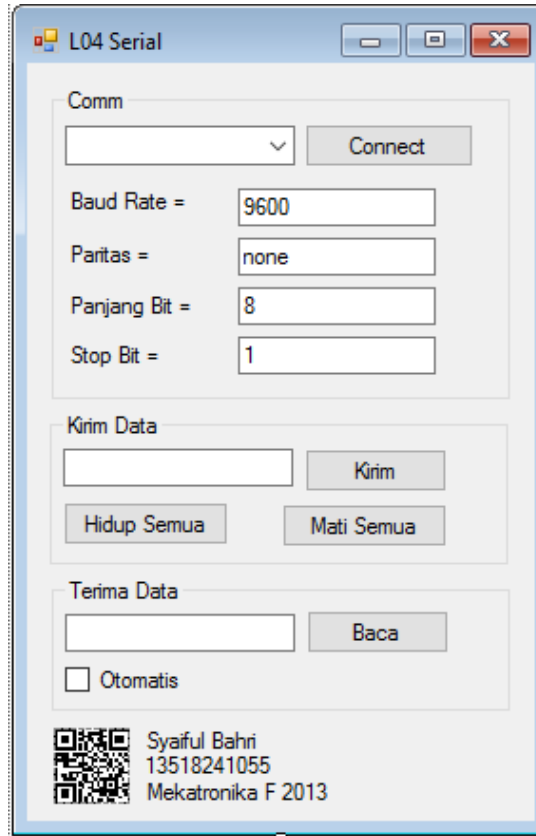 L04 Serial
Comm
Connect
Baud Rate = 9600
Paritas = none
Panjang Bit = 8
Stop Bit = 1
Kirim Data
Kirim
Hidup Semua Mati Semua
Terima Data
Baca
Otomatis
Syaiful Bahri
13518241055
Mekatronika F 2013